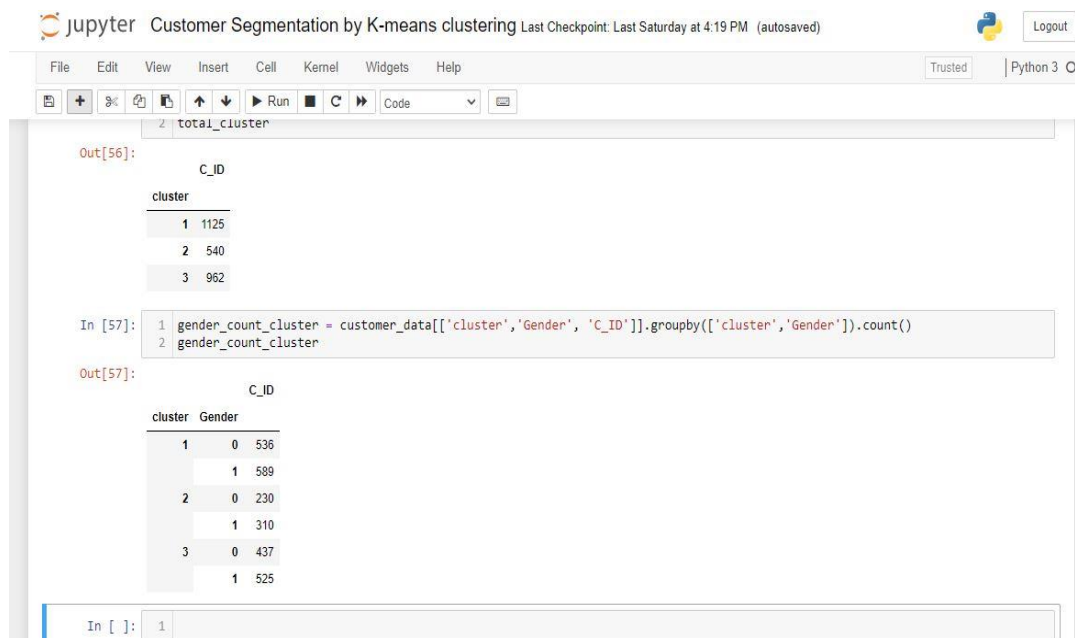 jupyter Customer Segmentation by K-means clustering Last Checkpoint: Last Saturday at 4:19 PM (autosaved) Logout
File Edit View Insert Cell Kernel Widgets Help Trusted Python 3
Run Code
2 total_cluster
Out[56]:
C_ID
cluster
1 1125
2 540
3 962
In [57]: 1 gender_count_cluster = customer_data[['cluster','Gender', 'C_ID']].groupby(['cluster','Gender']).count()
2 gender_count_cluster
Out[57]:
C_ID
cluster Gender
1 0 536
1 589
2 0 230
1 310
3 0 437
1 525
In [ ]: 1